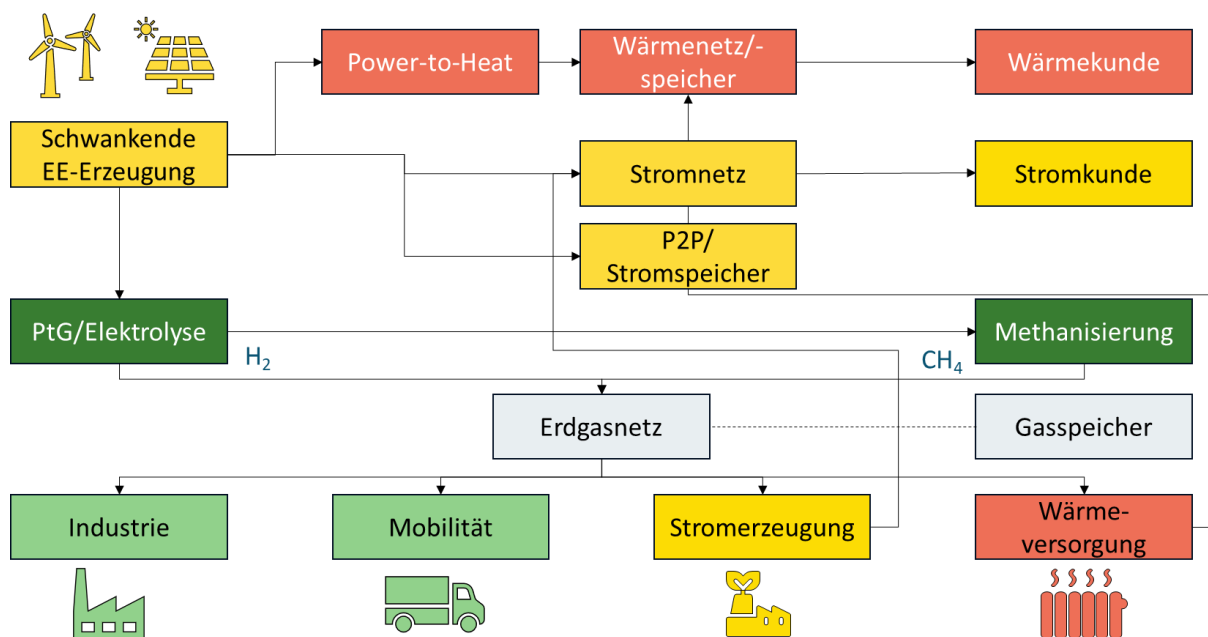 Power-to-Heat
Wärmenetz/-
speicher
Wärmekunde
Schwankende
EE-Erzeugung
Stromnetz
Stromkunde
P2P/
Stromspeicher
PtG/Elektrolyse
Methanisierung
H₂
CH₄
Erdgasnetz
Gasspeicher
Industrie
Mobilität
Stromerzeugung
Wärme-
versorgung